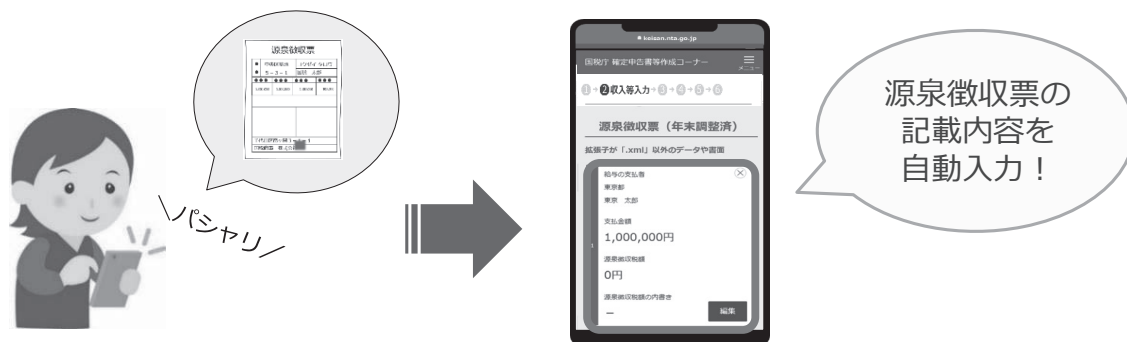 源泉徴収票
＼パシャリ／
keisan.nta.go.jp
国税庁 確定申告書等作成コーナー
メニュー
1→2収入等入力→3→4→5→6
源泉徴収票（年末調整済）
拡張子が「.xml」以外のデータや書面
給与の支払者
東京都
東京 太郎
支払金額
1,000,000円
源泉徴収税額
0円
源泉徴収税額の内書き
―
編集
源泉徴収票の
記載内容を
自動入力！